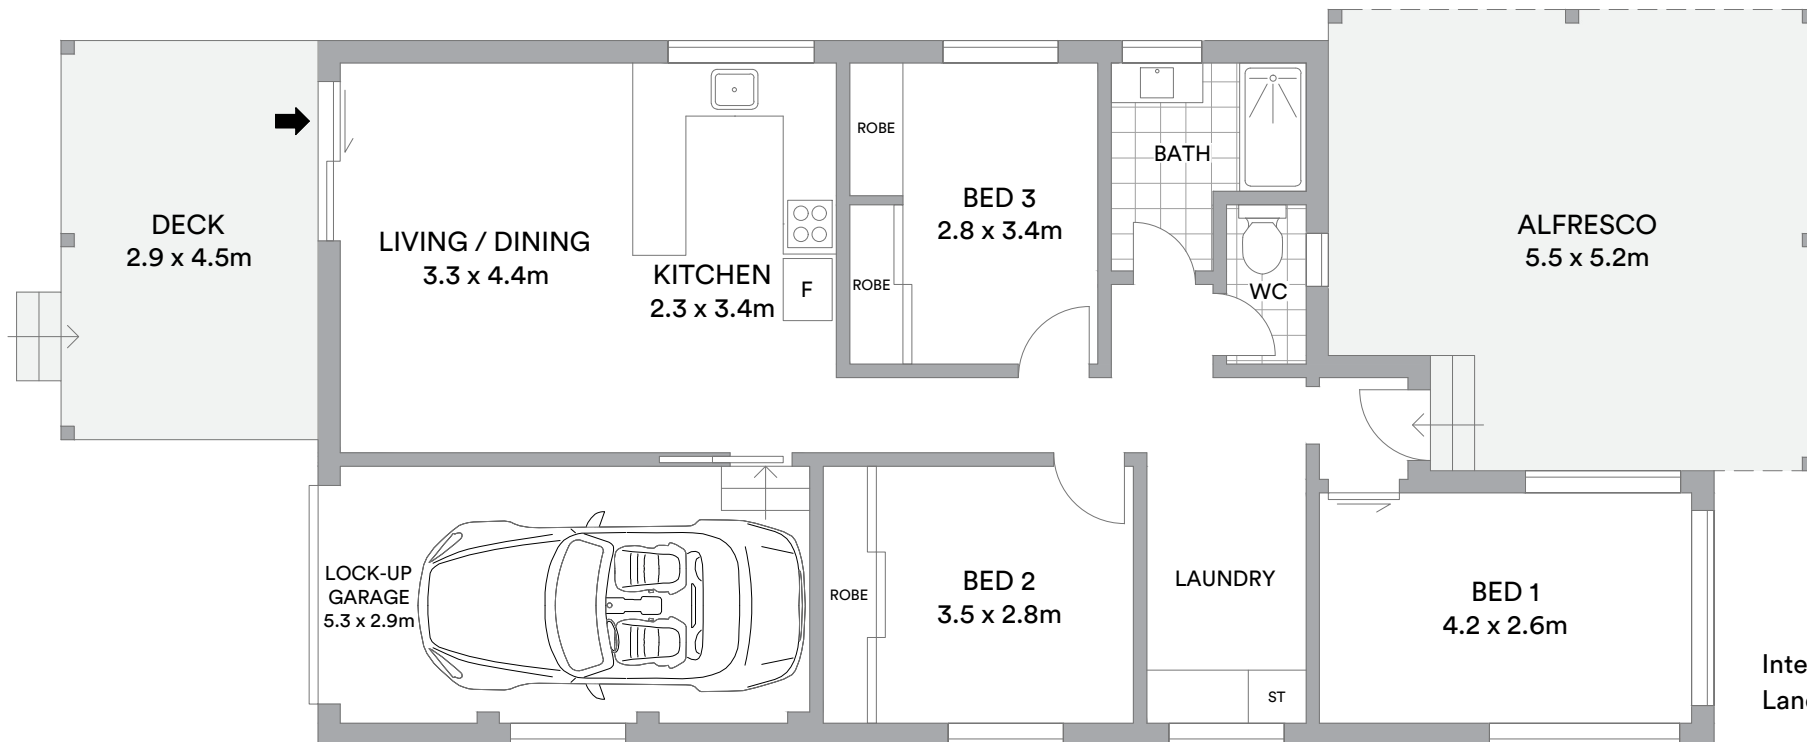 DECK
2.9 x 4.5m
LIVING / DINING
3.3 x 4.4m
KITCHEN
2.3 x 3.4m
F
ROBE
ROBE
BED 3
2.8 x 3.4m
BATH
WC
ALFRESCO
5.5 x 5.2m
LOCK-UP
GARAGE
5.3 x 2.9m
ROBE
BED 2
3.5 x 2.8m
LAUNDRY
ST
BED 1
4.2 x 2.6m